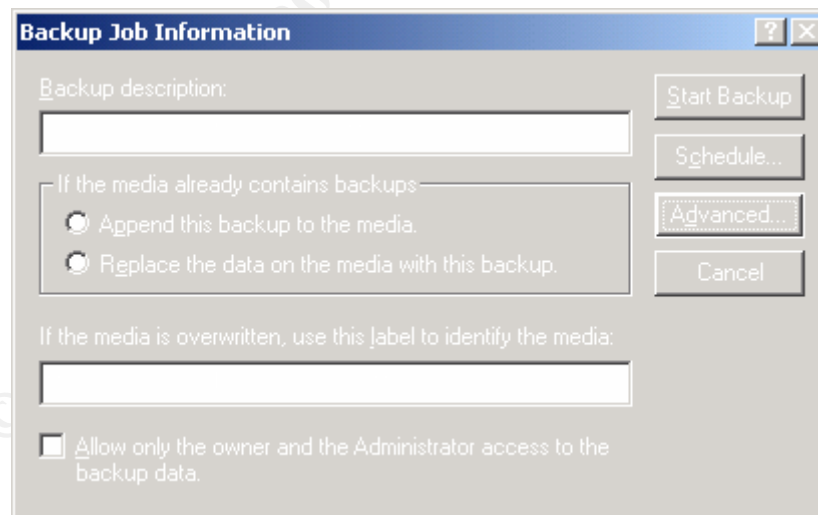 Backup Job Information
Backup description:
Start Backup
Schedule...
If the media already contains backups
Append this backup to the media.
Advanced...
Replace the data on the media with this backup.
Cancel
If the media is overwritten, use this label to identify the media:
Allow only the owner and the Administrator access to the
backup data.